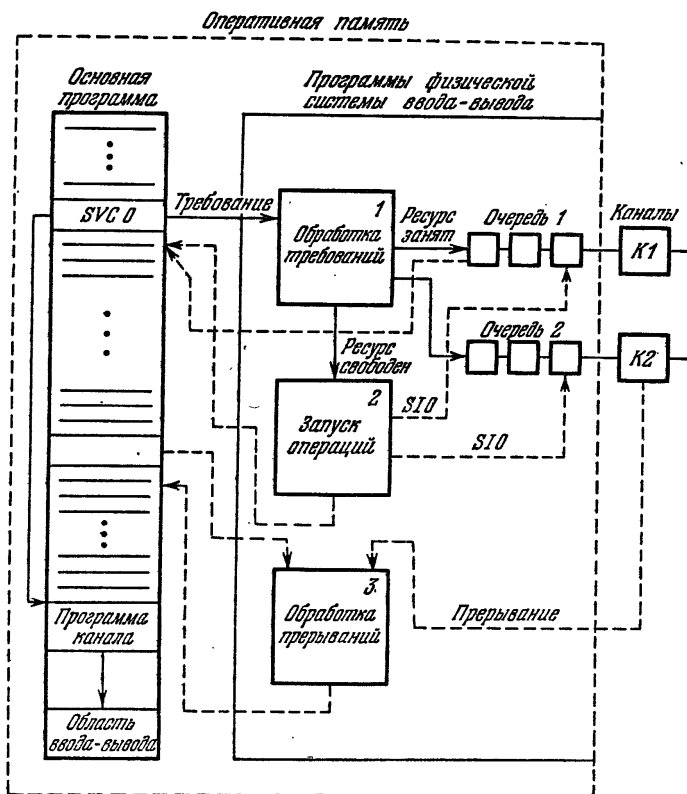 Оперативная память
Основная
программа
Программы физической
системы ввода-вывода
SVC 0
Требование
1
Обработка
требований
Ресурс
занят
Очередь 1
Каналы
К1
Очередь 2
К2
Ресурс
свободен
2
Запуск
операций
SIO
SIO
3
Обработка
прерываний
Прерывание
Программа
канала
Область
ввода-вывода